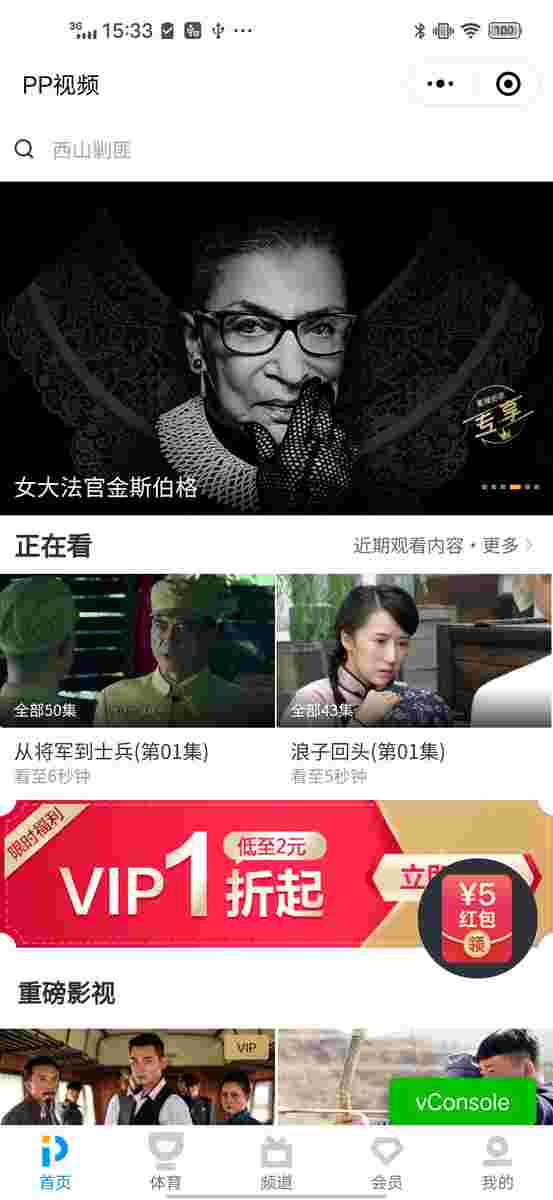 3G 15:33 100
PP视频
西山剿匪
专享
女大法官金斯伯格
正在看
近期观看内容·更多
全部50集
全部43集
从将军到士兵(第01集)
浪子回头(第01集)
看至6秒钟
看至5秒钟
限时福利
VIP1折起
低至2元
立即
¥5
红包
领
重磅影视
VIP
vConsole
首页
体育
频道
会员
我的